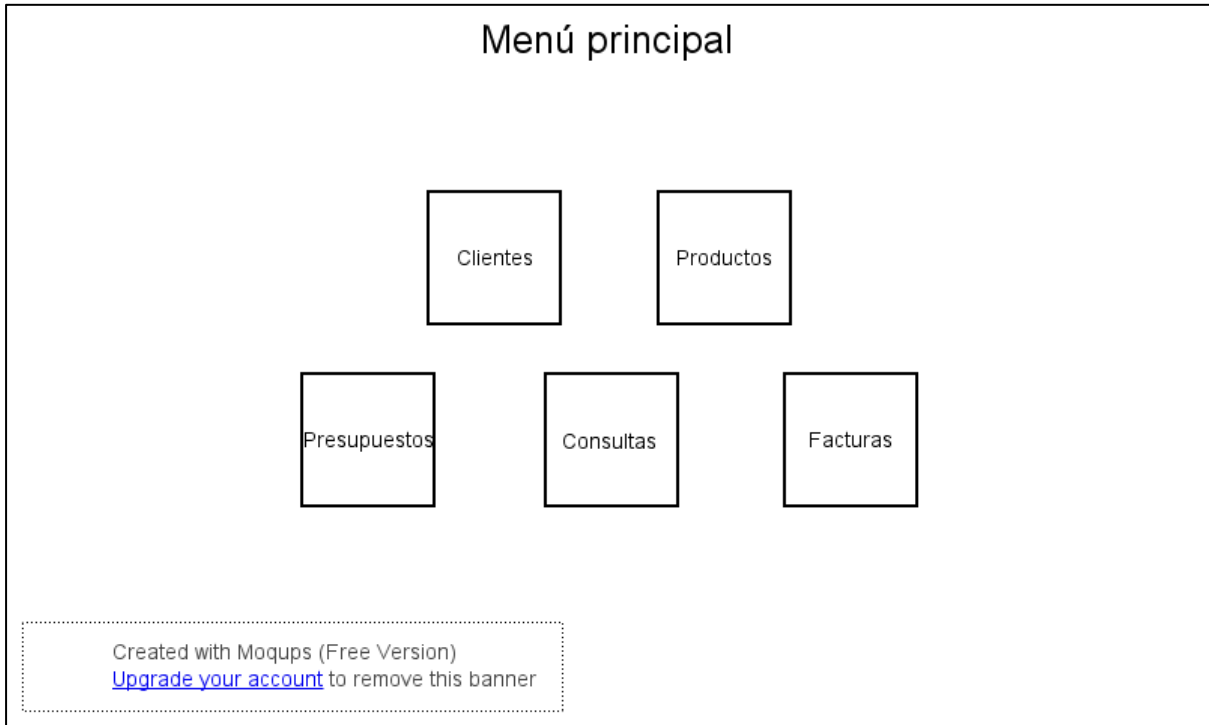 Menú principal
Clientes
Productos
Presupuestos
Consultas
Facturas
Created with Moqups (Free Version)
Upgrade your account to remove this banner